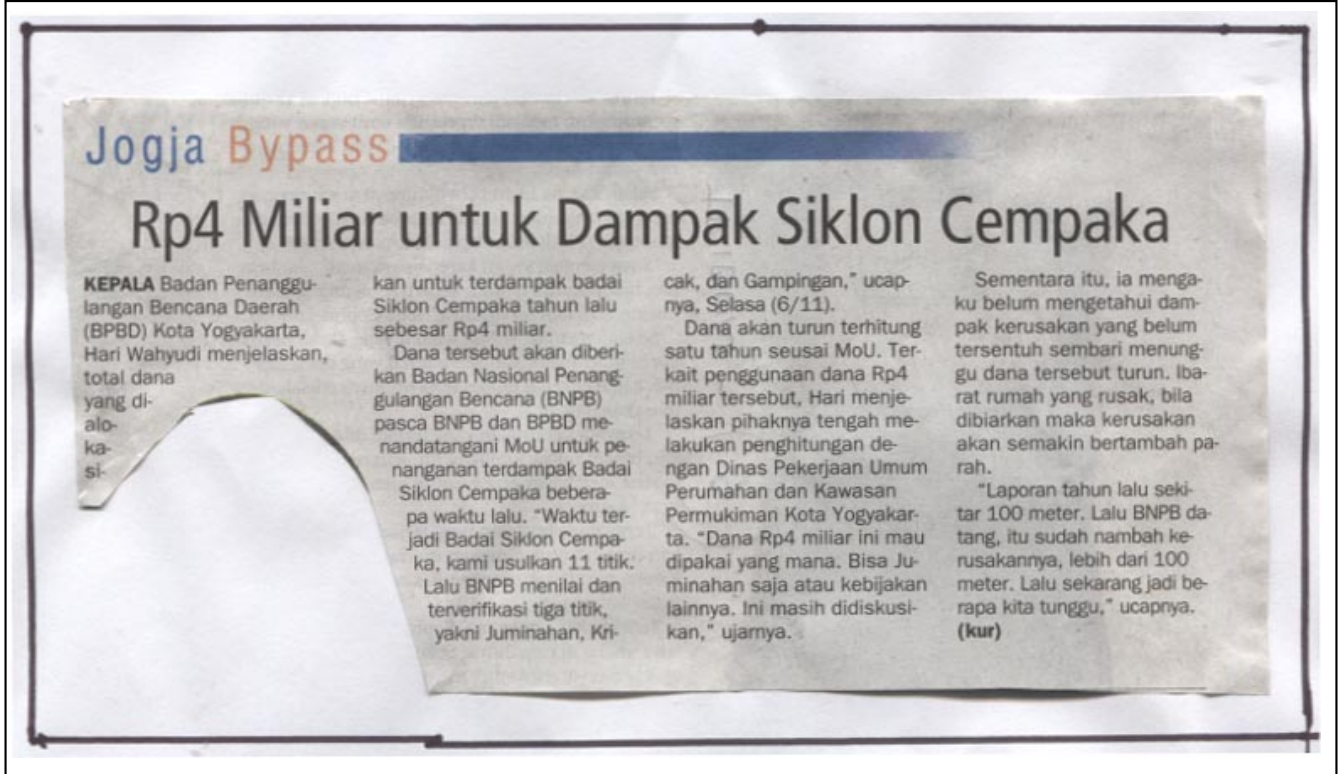 Jogja Bypass
Rp4 Miliar untuk Dampak Siklon Cempaka
KEPALA Badan Penanggu-
langan Bencana Daerah
(BPBD) Kota Yogyakarta,
Hari Wahyudi menjelaskan,
total dana
yang di-
alo-
ka-
si-
kan untuk terdampak badai
Siklon Cempaka tahun lalu
sebesar Rp4 miliar.
Dana tersebut akan diberi-
kan Badan Nasional Penang-
gulangan Bencana (BNPB)
pasca BNPB dan BPBD me-
nandatangani MoU untuk pe-
nanganan terdampak Badai
Siklon Cempaka bebera-
pa waktu lalu. “Waktu ter-
jadi Badai Siklon Cempa-
ka, kami usulkan 11 titik.
Lalu BNPB menilai dan
terverifikasi tiga titik,
yakni Juminahan, Kri-
cak, dan Gampingan,” ucap-
nya, Selasa (6/11).
Dana akan turun terhitung
satu tahun seusai MoU. Ter-
kait penggunaan dana Rp4
miliar tersebut, Hari menje-
laskan pihaknya tengah me-
lakukan penghitungan de-
ngan Dinas Pekerjaan Umum
Perumahan dan Kawasan
Permukiman Kota Yogyakar-
ta. “Dana Rp4 miliar ini mau
dipakai yang mana. Bisa Ju-
minahan saja atau kebijakan
lainnya. Ini masih didiskusi-
kan,” ujarnya.
Sementara itu, ia menga-
ku belum mengetahui dam-
pak kerusakan yang belum
tersentuh sembari menung-
gu dana tersebut turun. Iba-
rat rumah yang rusak, bila
dibiarkan maka kerusakan
akan semakin bertambah pa-
rah.
“Laporan tahun lalu seki-
tar 100 meter. Lalu BNPB da-
tang, itu sudah nambah ke-
rusakannya, lebih dari 100
meter. Lalu sekarang jadi be-
rapa kita tunggu,” ucapnya.
(kur)